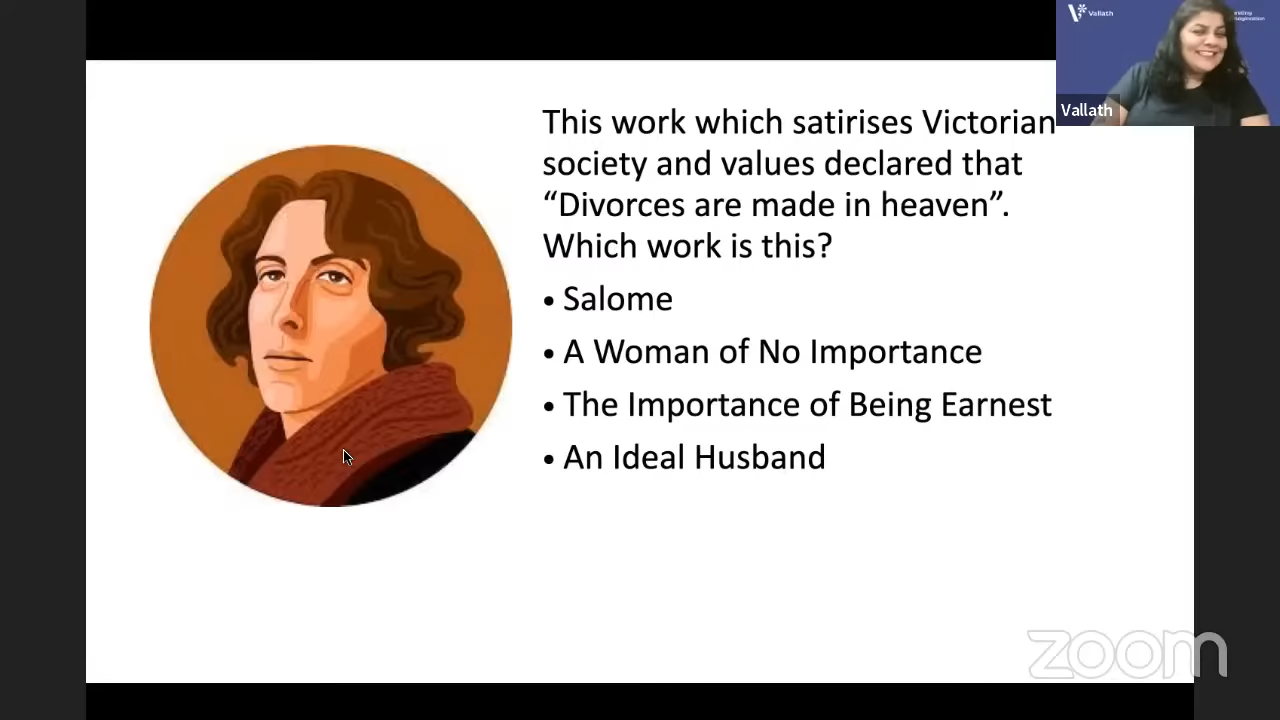 This work which satirises Victorian
society and values declared that
“Divorces are made in heaven”.
Which work is this?
• Salome
• A Woman of No Importance
• The Importance of Being Earnest
• An Ideal Husband
Vallath
Vallath
zoom